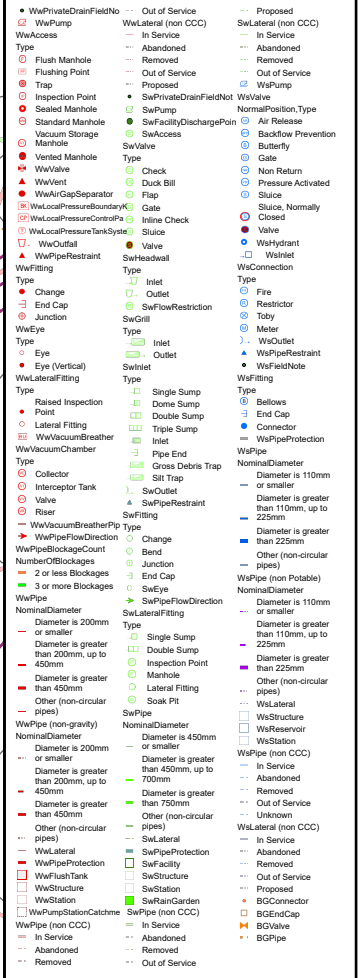 WwPrivateDrainFieldNo
WwPump
WwAccess
Type
Flush Manhole
Flushing Point
Trap
Inspection Point
Sealed Manhole
Standard Manhole
Vacuum Storage
Manhole
Vented Manhole
WwValve
WwVent
WwAirGapSeparator
WwLocalPressureBoundaryK
WwLocalPressureControlPa
WwLocalPressureTankSyste
WwOutfall
WwPipeRestraint
WwFitting
Type
Change
End Cap
Junction
WwEye
Type
Eye
Eye (Vertical)
WwLateralFitting
Type
Raised Inspection
Point
Lateral Fitting
WwVacuumBreather
WwVacuumChamber
Type
Collector
Interceptor Tank
Valve
Riser
WwVacuumBreatherPip
WwPipeFlowDirection
WwPipeBlockageCount
NumberOfBlockages
2 or less Blockages
3 or more Blockages
WwPipe
NominalDiameter
Diameter is 200mm
or smaller
Diameter is greater
than 200mm, up to
450mm
Diameter is greater
than 450mm
Other (non-circular
pipes)
WwPipe (non-gravity)
NominalDiameter
Diameter is 200mm
or smaller
Diameter is greater
than 200mm, up to
450mm
Diameter is greater
than 450mm
Other (non-circular
pipes)
WwLateral
WwPipeProtection
WwFlushTank
WwStructure
WwStation
WwPumpStationCatchme
WwPipe (non CCC)
In Service
Abandoned
Removed
Out of Service
WwLateral (non CCC)
In Service
Abandoned
Removed
Out of Service
Proposed
SwPrivateDrainFieldNot
SwPump
SwFacilityDischargePoin
SwAccess
SwValve
Type
Check
Duck Bill
Flap
Gate
Inline Check
Sluice
Valve
SwHeadwall
Type
Inlet
Outlet
SwFlowRestriction
SwGrill
Type
Inlet
Outlet
SwInlet
Type
Single Sump
Dome Sump
Double Sump
Triple Sump
Inlet
Pipe End
Gross Debris Trap
Silt Trap
SwOutlet
SwPipeRestraint
SwFitting
Type
Change
Bend
Junction
End Cap
SwEye
SwPipeFlowDirection
SwLateralFitting
Type
Single Sump
Double Sump
Inspection Point
Manhole
Lateral Fitting
Soak Pit
SwPipe
NominalDiameter
Diameter is 450mm
or smaller
Diameter is greater
than 450mm, up to
700mm
Diameter is greater
than 750mm
Other (non-circular
pipes)
SwLateral
SwPipeProtection
SwFacility
SwStructure
SwStation
SwRainGarden
SwPipe (non CCC)
In Service
Abandoned
Removed
Out of Service
Proposed
SwLateral (non CCC)
In Service
Abandoned
Removed
Out of Service
WsPump
WsValve
NormalPosition,Type
Air Release
Backflow Prevention
Butterfly
Gate
Non Return
Pressure Activated
Sluice
Sluice, Normally
Closed
Valve
WsHydrant
WsInlet
WsConnection
Type
Fire
Restrictor
Toby
Meter
WsOutlet
WsPipeRestraint
WsFieldNote
WsFitting
Type
Bellows
End Cap
Connector
WsPipeProtection
WsPipe
NominalDiameter
Diameter is 110mm
or smaller
Diameter is greater
than 110mm, up to
225mm
Diameter is greater
than 225mm
Other (non-circular
pipes)
WsPipe (non Potable)
NominalDiameter
Diameter is 110mm
or smaller
Diameter is greater
than 110mm, up to
225mm
Diameter is greater
than 225mm
Other (non-circular
pipes)
WsLateral
WsStructure
WsReservoir
WsStation
WsPipe (non CCC)
In Service
Abandoned
Removed
Out of Service
Unknown
WsLateral (non CCC)
In Service
Abandoned
Removed
Out of Service
Proposed
BGConnector
BGEndCap
BGValve
BGPipe